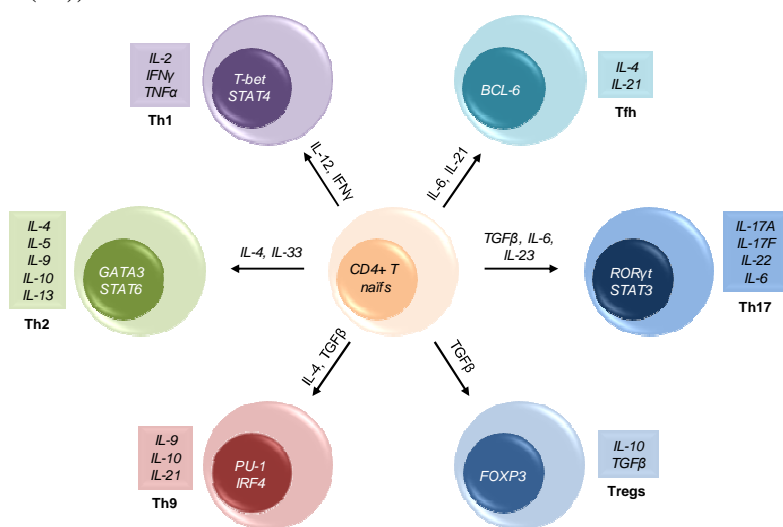 IL-2
IFNγ
TNFα
Th1
T-bet
STAT4
BCL-6
IL-4
IL-21
Tfh
IL-12, IFNγ
IL-6, IL-21
IL-4
IL-5
IL-9
IL-10
IL-13
Th2
GATA3
STAT6
IL-4, IL-33
CD4+ T
naïfs
TGFβ, IL-6,
IL-23
RORγt
STAT3
IL-17A
IL-17F
IL-22
IL-6
Th17
IL-4, TGFβ
TGFβ
IL-9
IL-10
IL-21
Th9
PU-1
IRF4
FOXP3
IL-10
TGFβ
Tregs